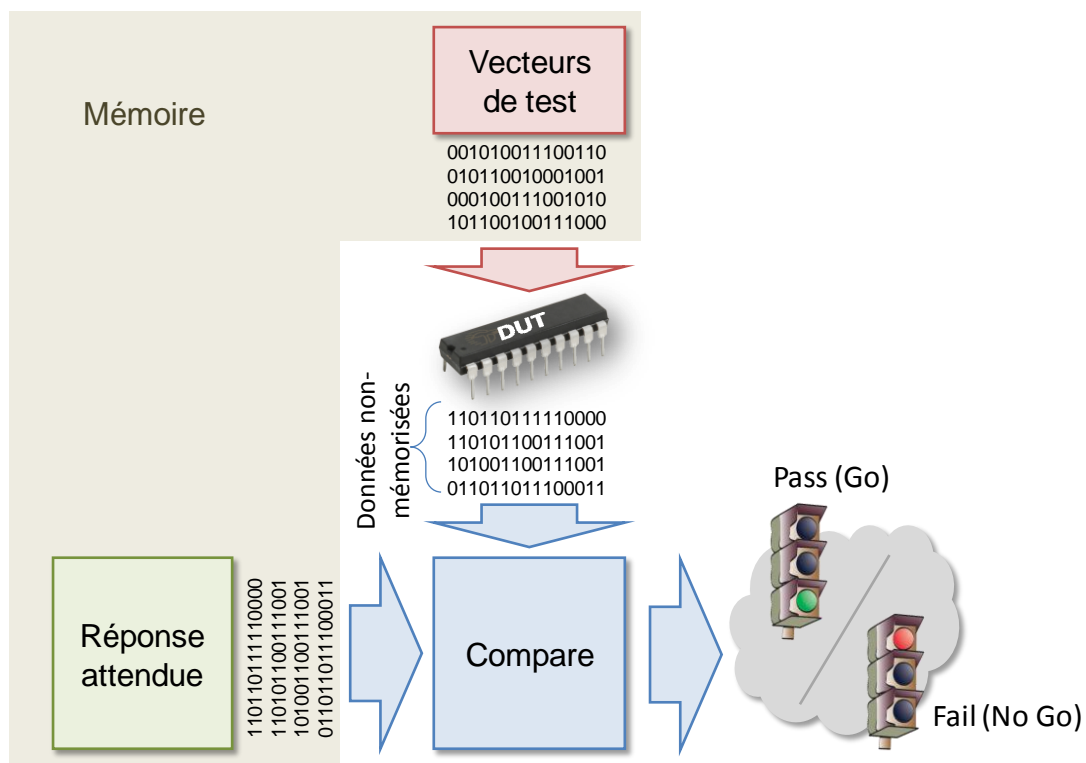 Mémoire
Vecteurs
de test
001010011100110
010110010001001
000100111001010
101100100111000
DUT
Données non-
mémorisées
110110111110000
110101100111001
101001100111001
011011011100011
Réponse
attendue
110110111110000
110101100111001
101001100111001
011011011100011
Compare
Pass (Go)
Fail (No Go)